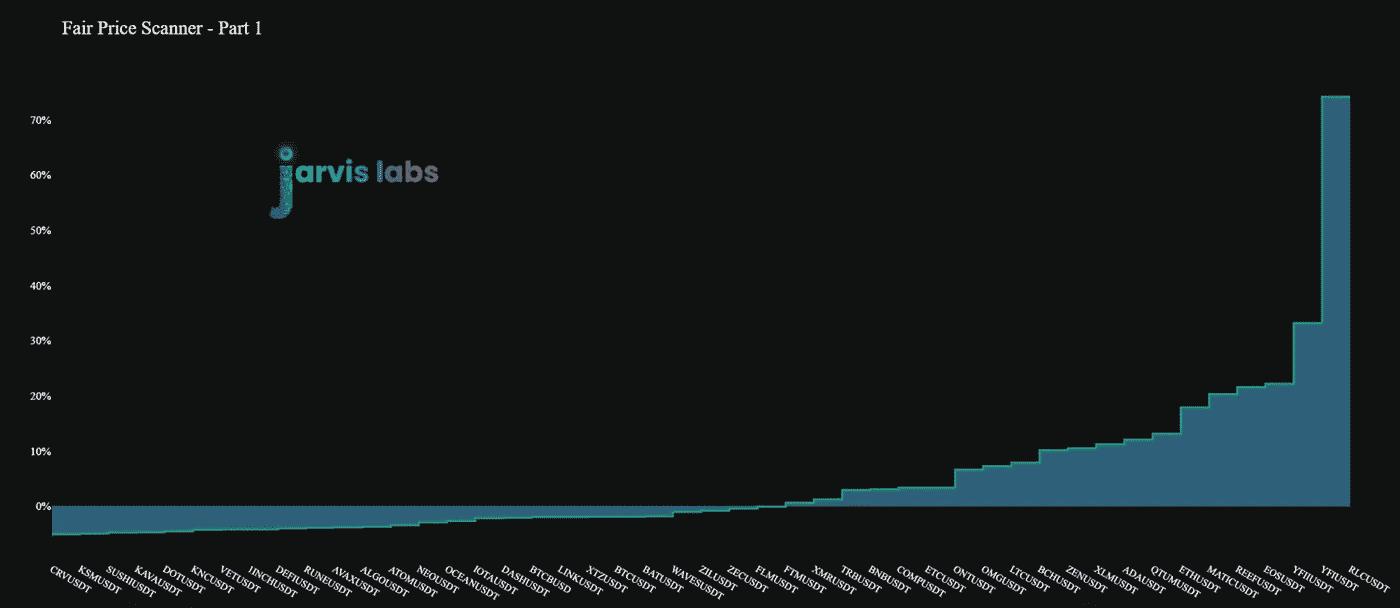 Fair Price Scanner - Part 1
jarvis labs
70%
60%
50%
40%
30%
20%
10%
0%
CRVUSDT
KSMUSDT
SUSHIUSDT
KAVAUSDT
DOTUSDT
KNCUSDT
VETUSDT
1INCHUSDT
DEFIUSDT
RUNEUSDT
AVAXUSDT
ALGOUSDT
ATOMUSDT
NEOUSDT
OCEANUSDT
IOTAUSDT
DASHUSDT
BTCBUSD
LINKUSDT
XTZUSDT
BTCUSDT
BATUSDT
WAVESUSDT
ZILUSDT
ZECUSDT
FLMUSDT
FTMUSDT
XMRUSDT
TRBUSDT
BNBUSDT
COMPUSDT
ETCUSDT
ONTUSDT
OMGUSDT
LTCUSDT
BCHUSDT
ZENUSDT
XLMUSDT
ADAUSDT
QTUMUSDT
ETHUSDT
MATICUSDT
REEFUSDT
EOSUSDT
YFIIUSDT
YFIUSDT
RLCUSDT